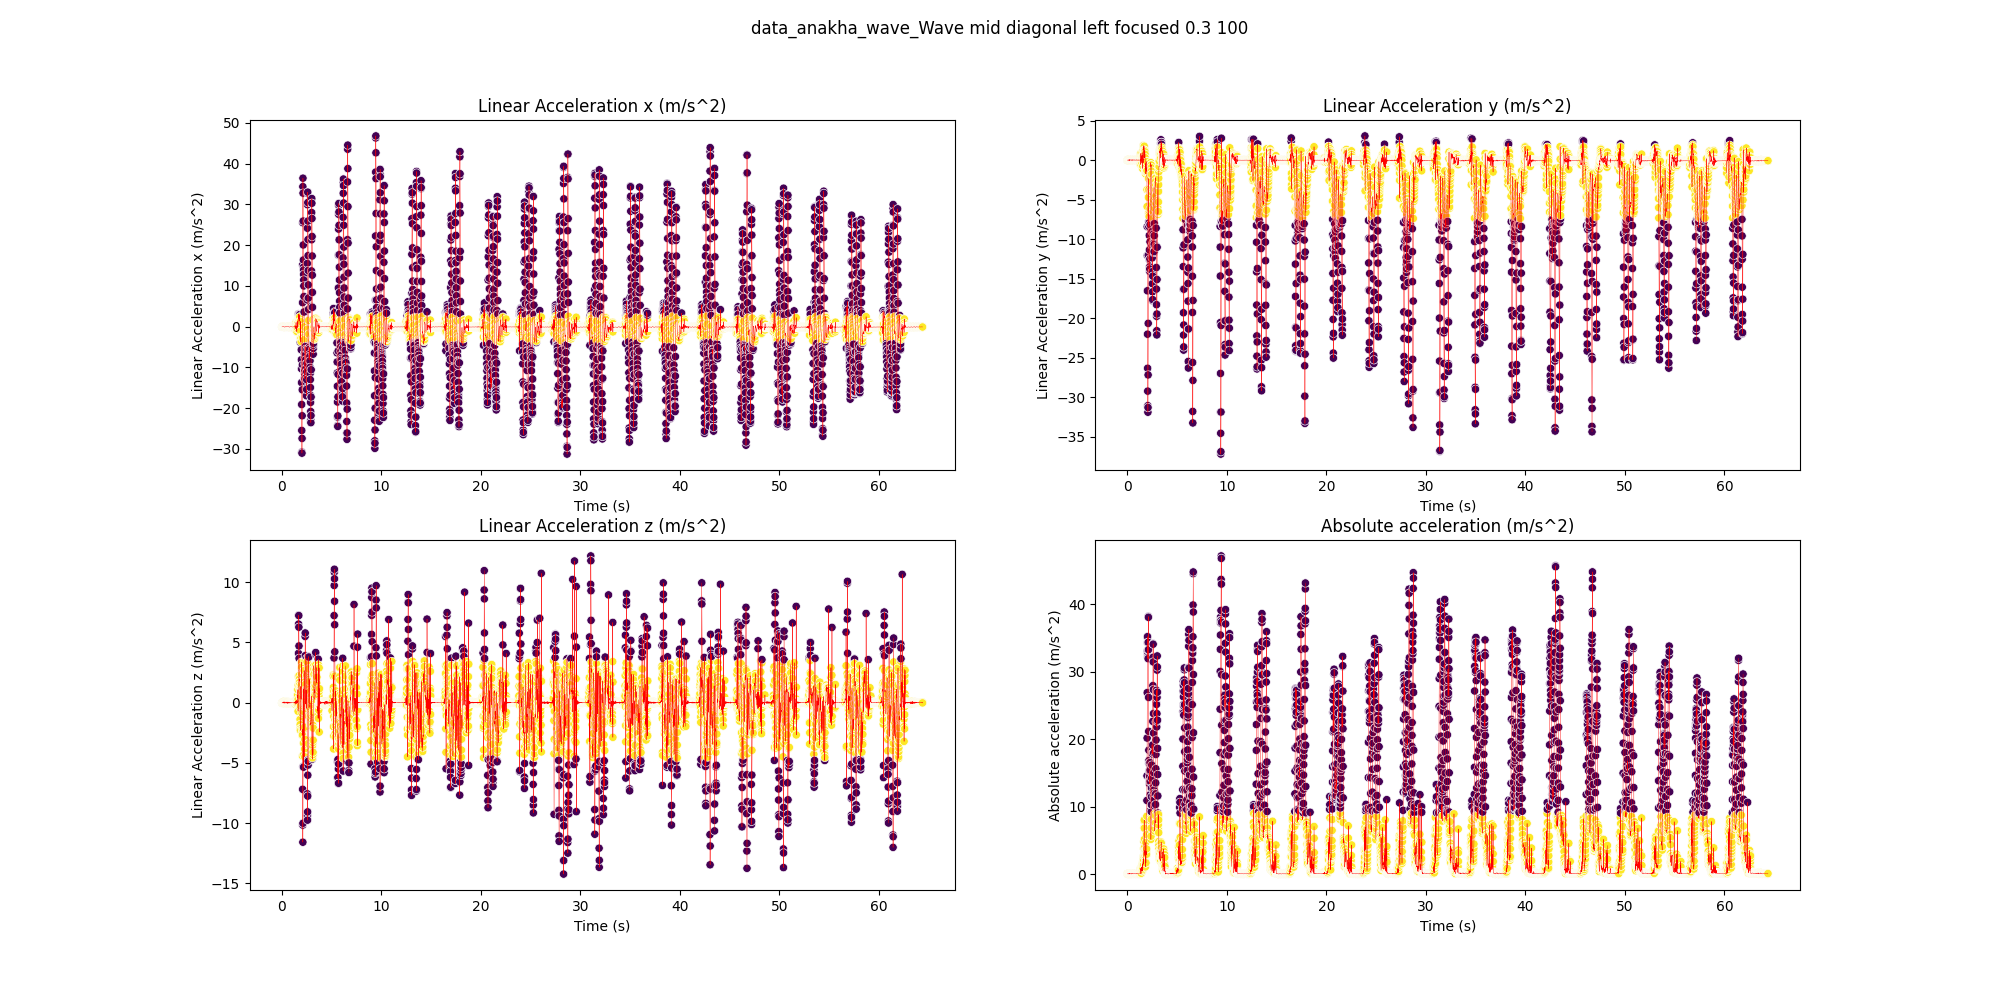 data_anakha_wave_Wave mid diagonal left focused 0.3 100
Linear Acceleration x (m/s^2)
Linear Acceleration x (m/s^2)
50
40
30
20
10
0
−10
−20
−30
0 10 20 30 40 50 60
Time (s)
Linear Acceleration y (m/s^2)
Linear Acceleration y (m/s^2)
5
0
−5
−10
−15
−20
−25
−30
−35
0 10 20 30 40 50 60
Time (s)
Linear Acceleration z (m/s^2)
Linear Acceleration z (m/s^2)
10
5
0
−5
−10
−15
0 10 20 30 40 50 60
Time (s)
Absolute acceleration (m/s^2)
Absolute acceleration (m/s^2)
40
30
20
10
0
0 10 20 30 40 50 60
Time (s)